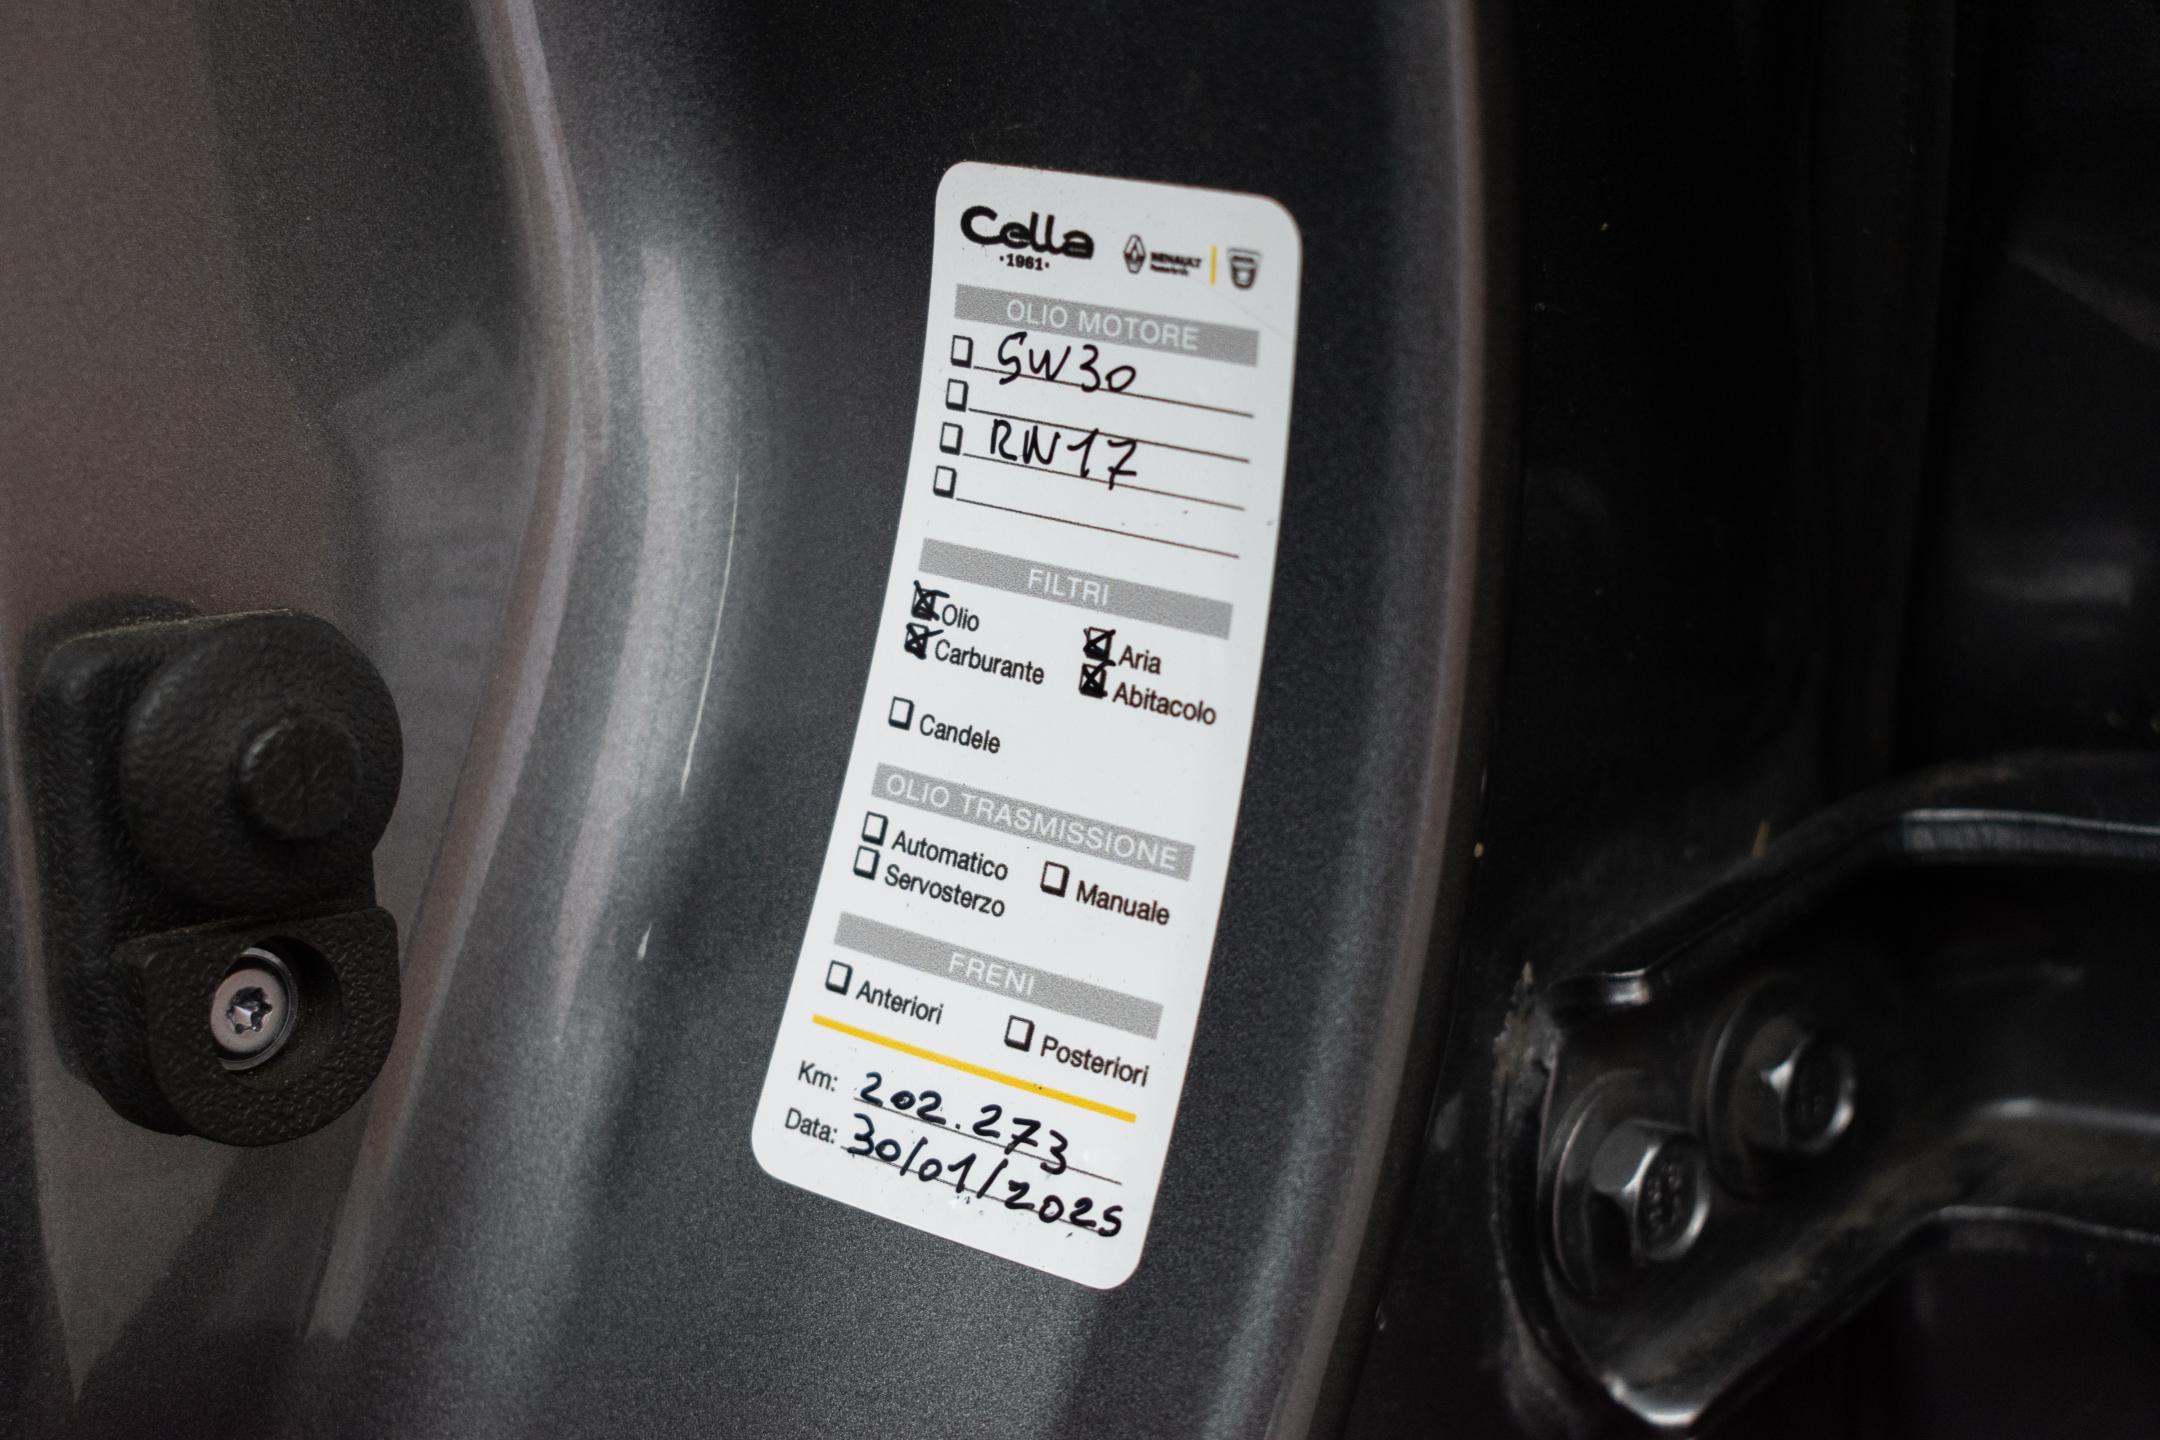 Cella
·1961·
RENAULT
OLIO MOTORE
5W30
RN17
FILTRI
Olio
Aria
Carburante
Abitacolo
Candele
OLIO TRASMISSIONE
Automatico
Manuale
Servosterzo
FRENI
Anteriori
Posteriori
Km: 202.273
Data: 30/01/2025